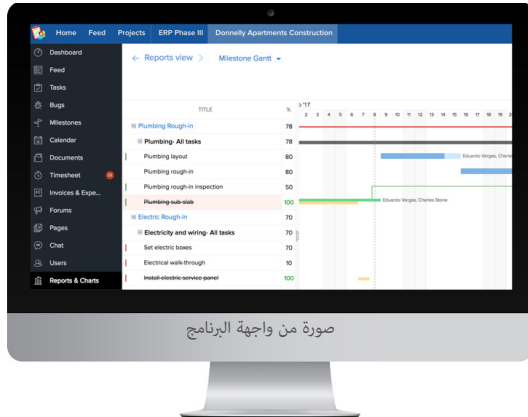 Home Feed Projects ERP Phase III Donnelly Apartments Construction
Dashboard
Feed
Tasks
Bugs
Milestones
Calendar
Documents
Timesheet
Invoices & Expe...
Forums
Pages
Chat
Users
Reports & Charts
← Reports view > Milestone Gantt
TITLE %
'17
2 3 4 5 6 7 8 9 10 11 12 13 14 15 16 17 18 19
Plumbing Rough-in 78
Plumbing- All tasks 78
Plumbing layout 80 Eduardo Vargas, Charles
Plumbing rough-in 80
Plumbing rough-in inspection 50
Plumbing sub-slab 100 Eduardo Vargas, Charles Stone
Electric Rough-in 70
Electricity and wiring- All tasks 70
Set electric boxes 70
Electrical walk-through 10
Install electric service panel 100
صورة من واجهة البرنامج